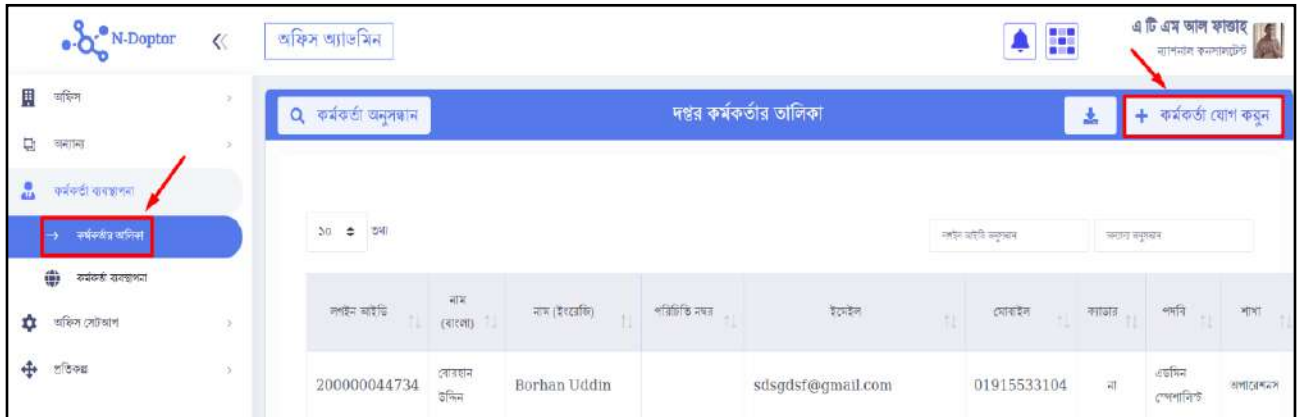 N-Doptor
অফিস অ্যাডমিন
এ টি এম আল ফাত্তাহ
ন্যাশনাল কনসালটেন্ট
অফিস
অন্যান্য
কর্মকর্তা ব্যবস্থাপনা
কর্মকর্তার তালিকা
কর্মকর্তা ব্যবস্থাপনা
অফিস সেটআপ
প্রতিকল্প
কর্মকর্তা অনুসন্ধান
দপ্তর কর্মকর্তার তালিকা
+ কর্মকর্তা যোগ করুন
১০ তথ্য
লগইন আইডি অনুসন্ধান
অন্যান্য অনুসন্ধান
লগইন আইডি
নাম (বাংলা)
নাম (ইংরেজি)
পরিচিতি নম্বর
ইমেইল
মোবাইল
ক্যাডার
পদবি
শাখা
200000044734
বোরহান উদ্দিন
Borhan Uddin
sdsgdsf@gmail.com
01915533104
না
এডমিন স্পেশালিস্ট
অপারেশনস